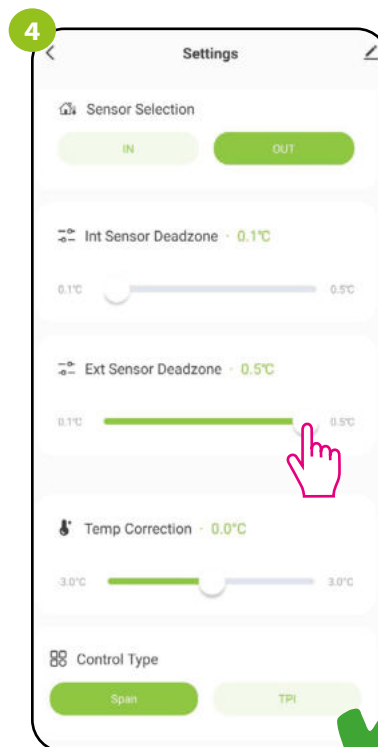 4
Settings
Sensor Selection
IN OUT
Int Sensor Deadzone · 0.1°C
0.1°C 0.5°C
Ext Sensor Deadzone · 0.5°C
0.1°C 0.5°C
Temp Correction · 0.0°C
-3.0°C 3.0°C
Control Type
Span TPI